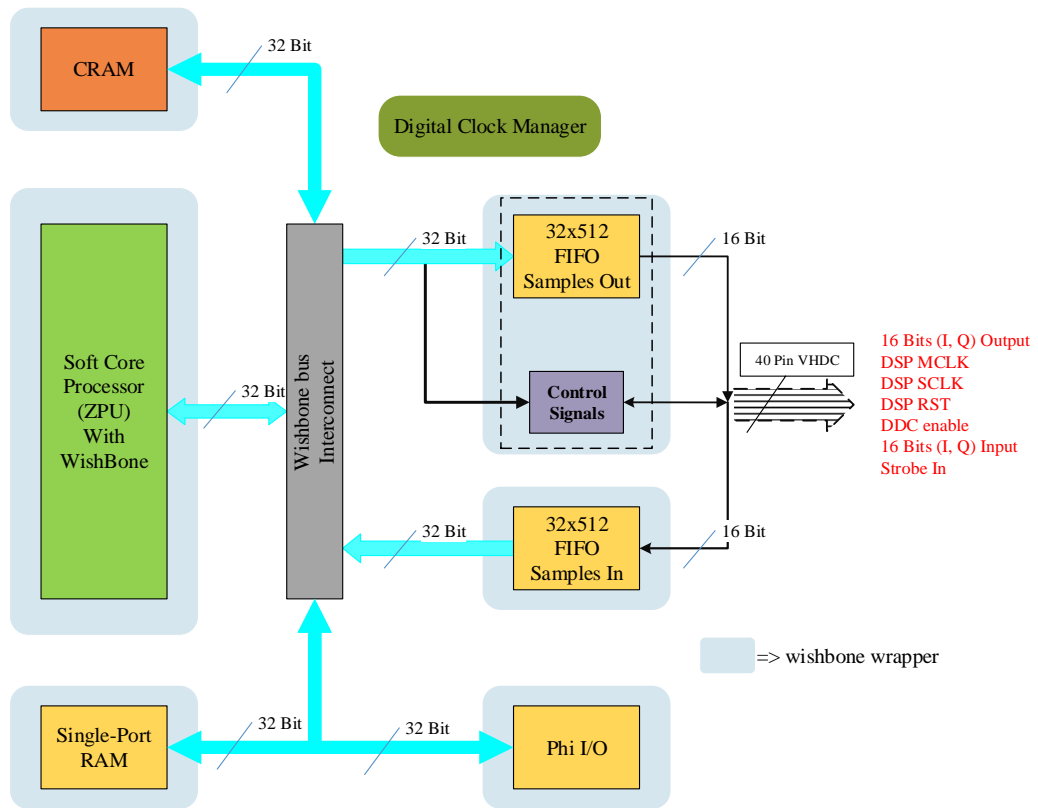 32 Bit
CRAM
Digital Clock Manager
32 Bit
32x512
FIFO
Samples Out
16 Bit
Soft Core
Processor
(ZPU)
With
WishBone
32 Bit
Wishbone bus
Interconnect
Control
Signals
40 Pin VHDC
16 Bits (I, Q) Output
DSP MCLK
DSP SCLK
DSP RST
DDC enable
16 Bits (I, Q) Input
Strobe In
32 Bit
32x512
FIFO
Samples In
16 Bit
=> wishbone wrapper
Single-Port
RAM
32 Bit
32 Bit
Phi I/O